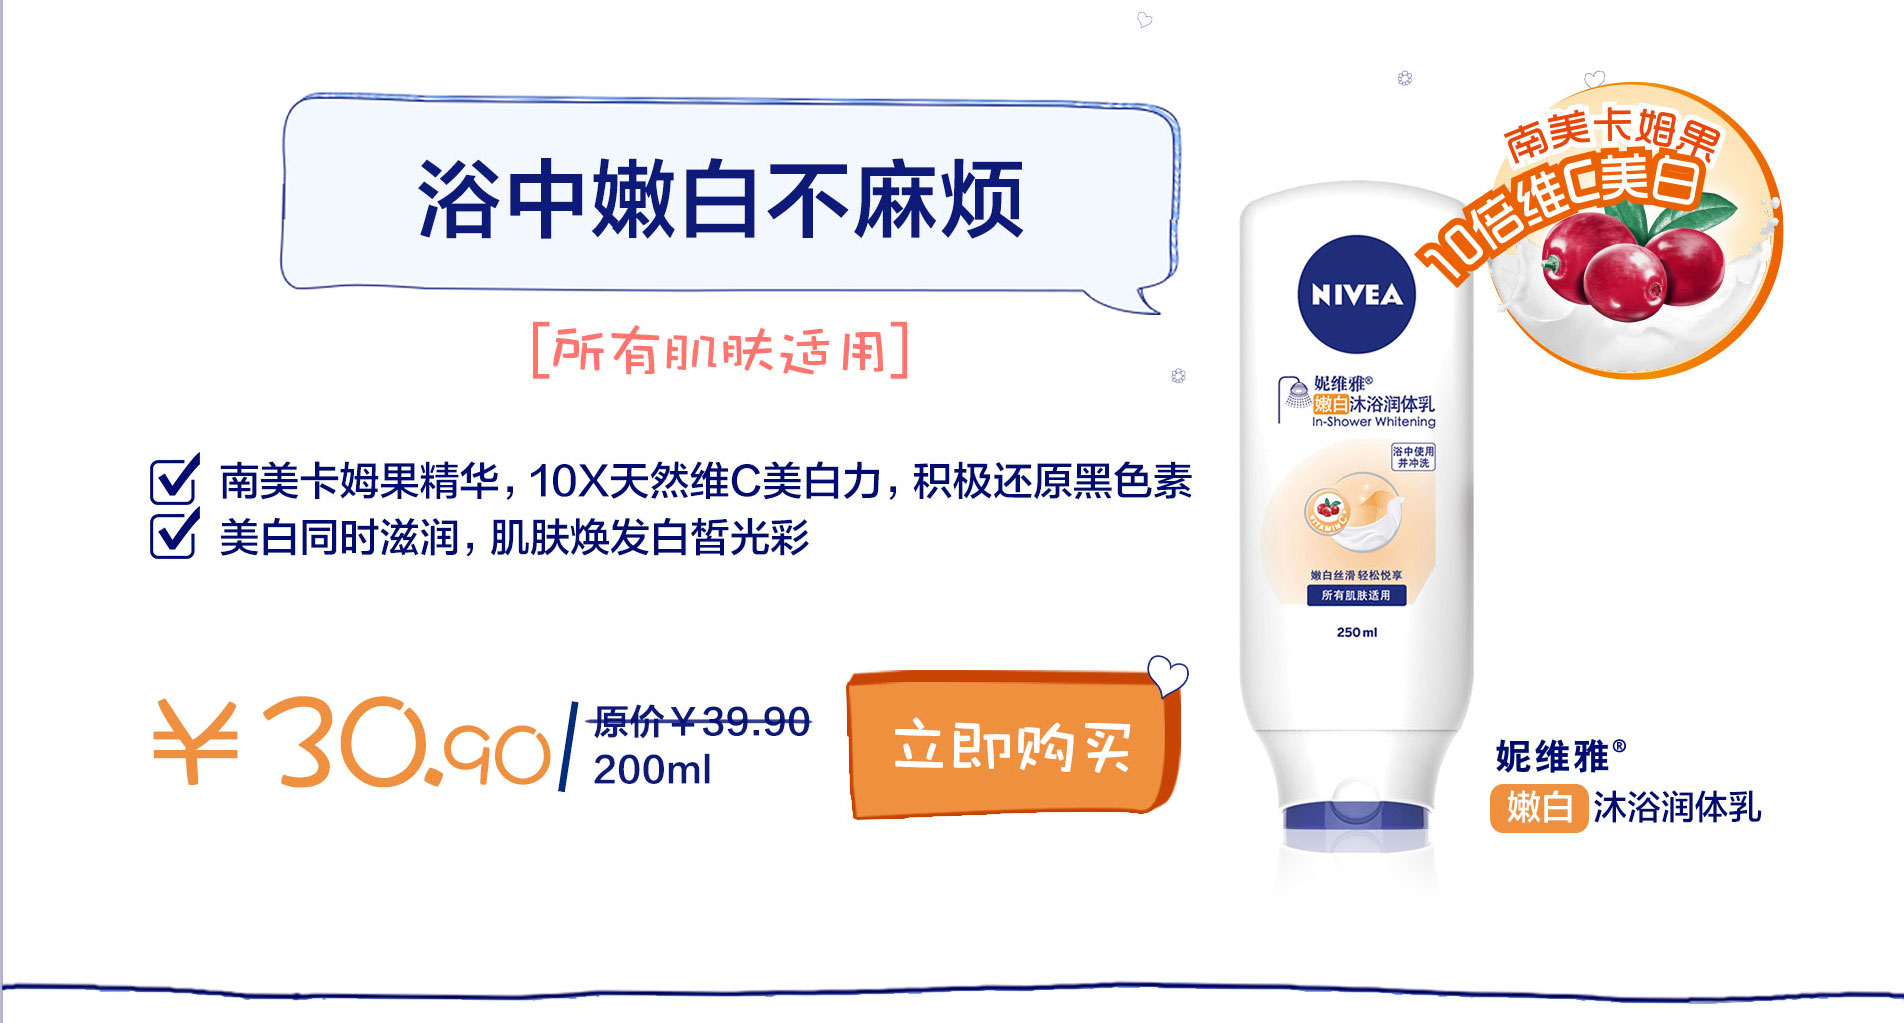 浴中嫩白不麻烦
[所有肌肤适用]
南美卡姆果精华，10X天然维C美白力，积极还原黑色素
美白同时滋润，肌肤焕发白皙光彩
￥30.90/
原价￥39.90
200ml
立即购买
南美卡姆果
10倍维C美白
NIVEA
妮维雅®
嫩白沐浴润体乳
In-Shower Whitening
浴中使用
并冲洗
VITAMIN C
嫩白丝滑 轻松悦享
所有肌肤适用
250ml
妮维雅®
嫩白 沐浴润体乳